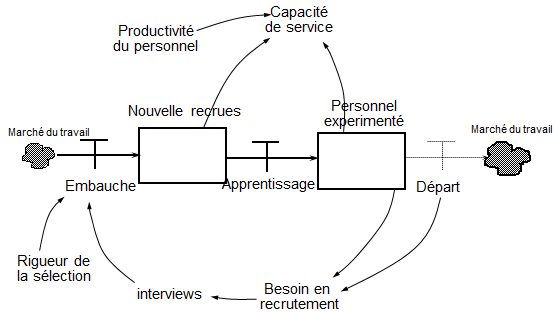 Capacité
de service
Productivité
du personnel
Nouvelle recrues
Personnel
experimenté
Marché du travail
Marché du travail
Embauche
Apprentissage
Départ
Rigueur de
la sélection
interviews
Besoin en
recrutement